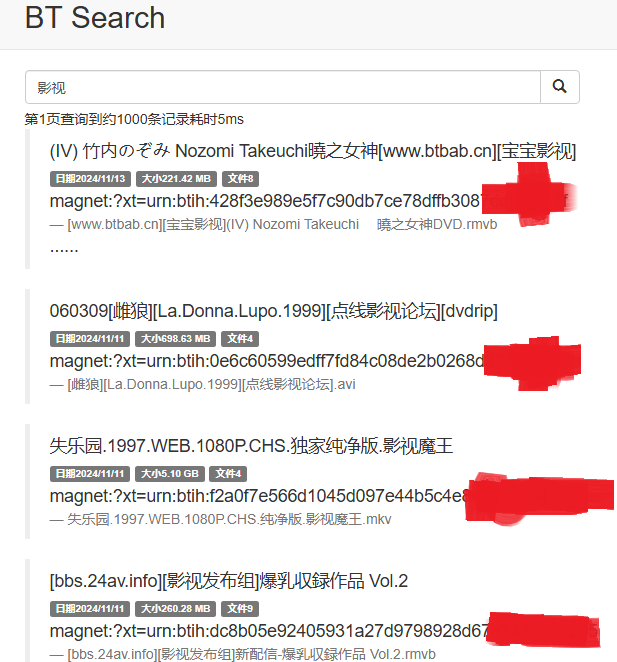 BT Search
影视
第1页查询到约1000条记录耗时5ms
(IV) 竹内のぞみ Nozomi Takeuchi曉之女神[www.btbab.cn][宝宝影视]
日期2024/11/13 大小221.42 MB 文件8
magnet:?xt=urn:btih:428f3e989e5f7c90db7ce78dffb308
— [www.btbab.cn][宝宝影视](IV) Nozomi Takeuchi 曉之女神DVD.rmvb
......
060309[雌狼][La.Donna.Lupo.1999][点线影视论坛][dvdrip]
日期2024/11/11 大小698.63 MB 文件4
magnet:?xt=urn:btih:0e6c60599edff7fd84c08de2b0268d
— [雌狼][La.Donna.Lupo.1999][点线影视论坛].avi
失乐园.1997.WEB.1080P.CHS.独家纯净版.影视魔王
日期2024/11/11 大小5.10 GB 文件4
magnet:?xt=urn:btih:f2a0f7e566d1045d097e44b5c4e
— 失乐园.1997.WEB.1080P.CHS.纯净版.影视魔王.mkv
[bbs.24av.info][影视发布组]爆乳収録作品 Vol.2
日期2024/11/11 大小260.28 MB 文件9
magnet:?xt=urn:btih:dc8b05e92405931a27d9798928d67
— [bbs.24av.info][影视发布组]新配信-爆乳収録作品 Vol.2.rmvb